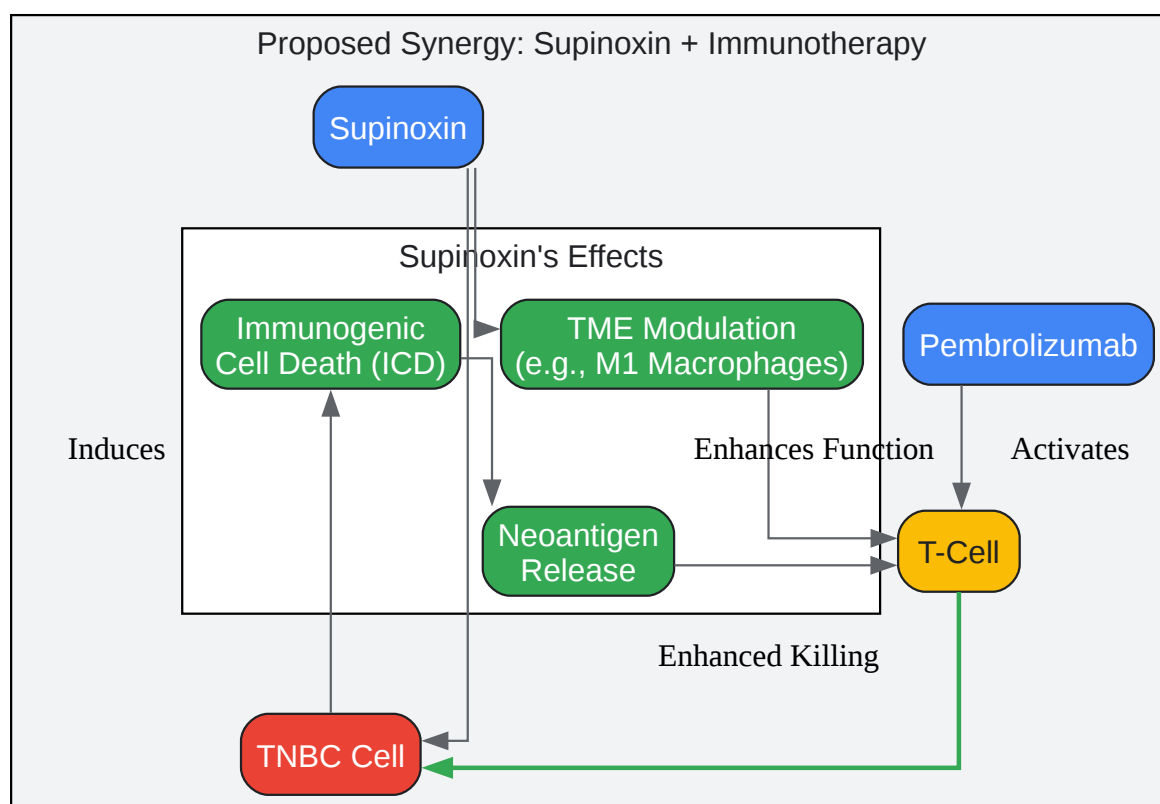 Proposed Synergy: Supinoxin + Immunotherapy
Supinoxin
Supinoxin's Effects
Immunogenic
Cell Death (ICD)
TME Modulation
(e.g., M1 Macrophages)
Pembrolizumab
Induces
Enhances Function
Activates
Neoantigen
Release
T-Cell
Enhanced Killing
TNBC Cell